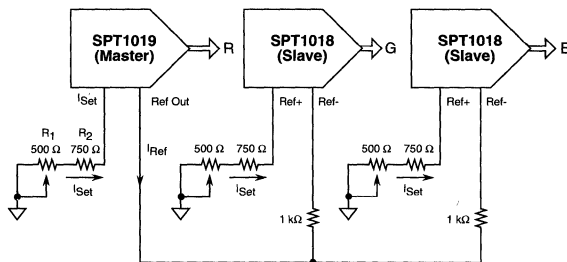 SPT1019
(Master)
R
SPT1018
(Slave)
G
SPT1018
(Slave)
ISet
Ref Out
Ref+
Ref-
Ref+
Ref-
R1
R2
500 Ω
750 Ω
IRef
500 Ω
750 Ω
500 Ω
750 Ω
ISet
ISet
ISet
1 kΩ
1 kΩ